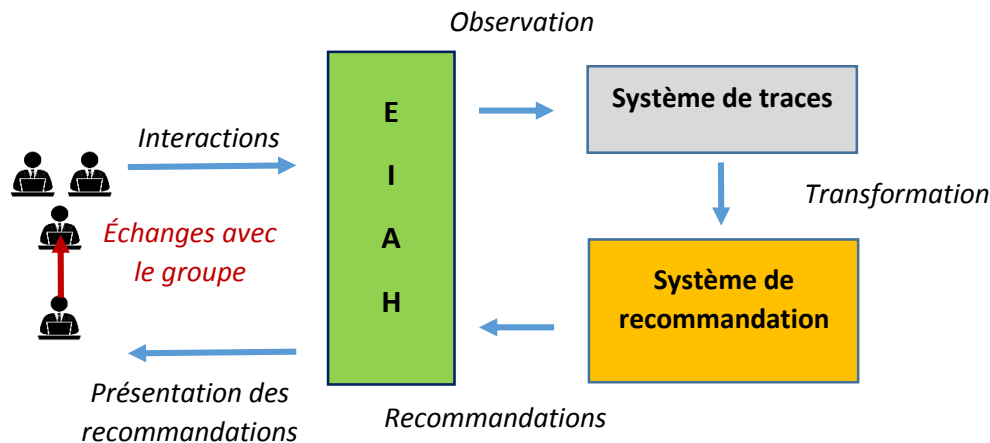 Observation
E
I
A
H
Système de traces
Interactions
Transformation
Échanges avec
le groupe
Système de
recommandation
Présentation des
recommandations
Recommandations